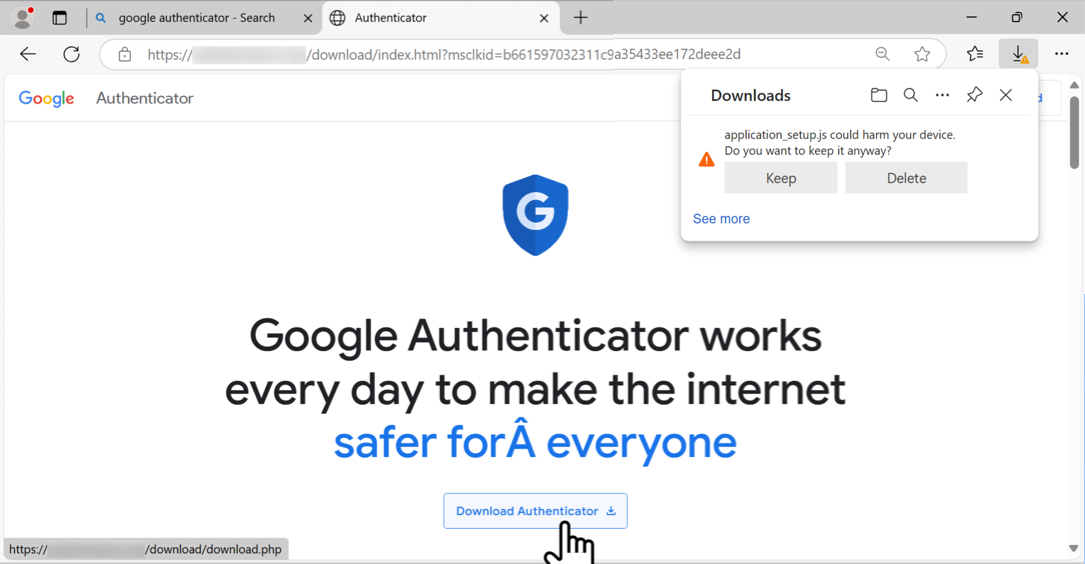 google authenticator - Search
Authenticator
https:// /download/index.html?msclkid=b661597032311c9a35433ee172deee2d
Google Authenticator
Downloads
application_setup.js could harm your device.
Do you want to keep it anyway?
Keep Delete
See more
G
Google Authenticator works
every day to make the internet
safer forÂ everyone
Download Authenticator
https:// /download/download.php